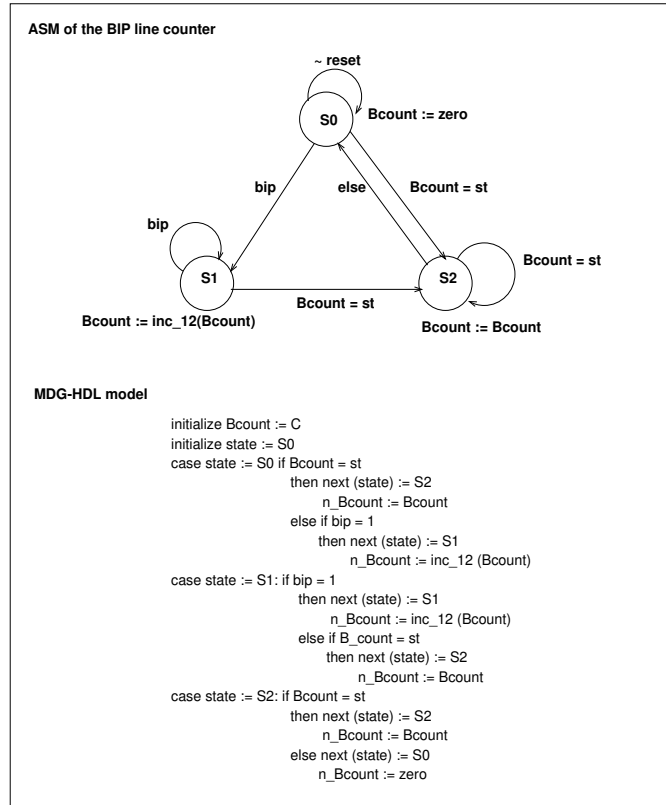 ASM of the BIP line counter
~ reset
S0
Bcount := zero
bip
else
Bcount = st
bip
S1
S2
Bcount = st
Bcount = st
Bcount := inc_12(Bcount)
Bcount := Bcount
MDG-HDL model
initialize Bcount := C
initialize state := S0
case state := S0 if Bcount = st
then next (state) := S2
n_Bcount := Bcount
else if bip = 1
then next (state) := S1
n_Bcount := inc_12 (Bcount)
case state := S1: if bip = 1
then next (state) := S1
n_Bcount := inc_12 (Bcount)
else if B_count = st
then next (state) := S2
n_Bcount := Bcount
case state := S2: if Bcount = st
then next (state) := S2
n_Bcount := Bcount
else next (state) := S0
n_Bcount := zero